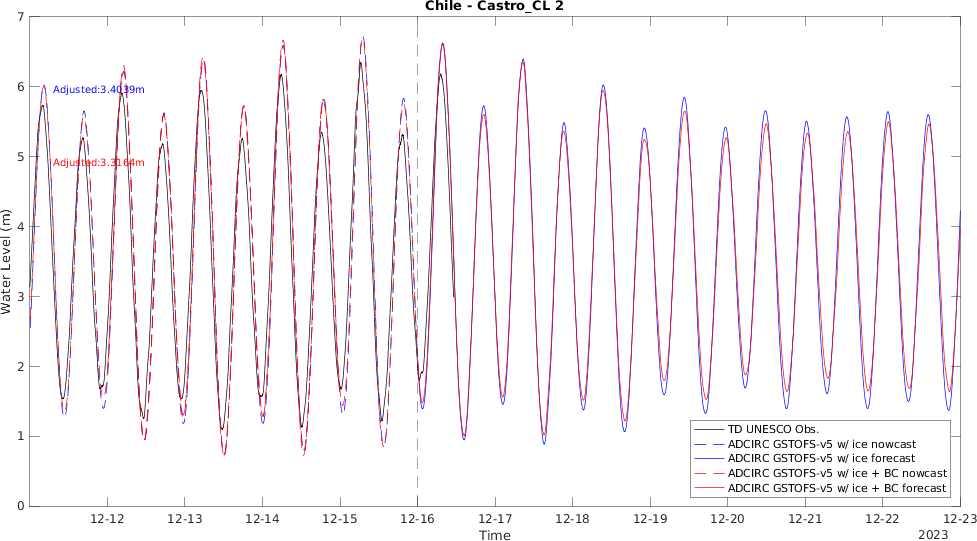 Chile - Castro_CL 2
7
6
5
4
3
2
1
0
Water Level (m)
Adjusted:3.4039m
Adjusted:3.3164m
TD UNESCO Obs.
ADCIRC GSTOFS-v5 w/ ice nowcast
ADCIRC GSTOFS-v5 w/ ice forecast
ADCIRC GSTOFS-v5 w/ ice + BC nowcast
ADCIRC GSTOFS-v5 w/ ice + BC forecast
12-12 12-13 12-14 12-15 12-16 12-17 12-18 12-19 12-20 12-21 12-22 12-23
Time
2023